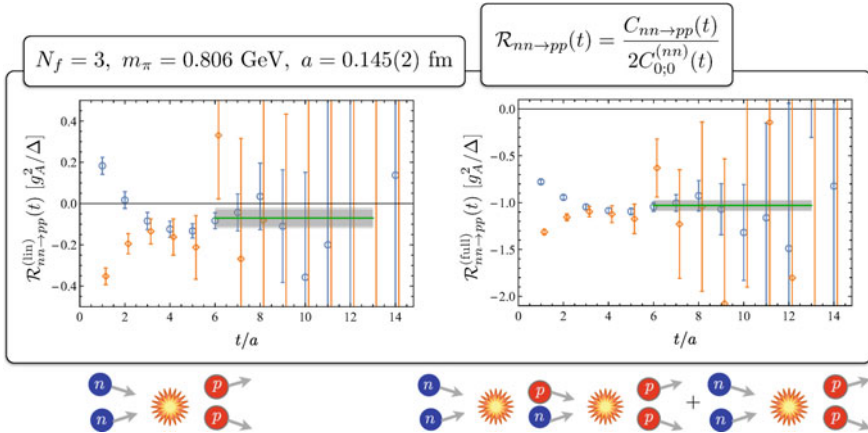 N_f = 3, m_π = 0.806 GeV, a = 0.145(2) fm
ℛ_{nn→pp}(t) = C_{nn→pp}(t) / 2C_{0;0}^{(nn)}(t)
ℛ_{nn→pp}^{(lin)}(t) [g_A^2/Δ]
0.4
0.2
0.0
−0.2
−0.4
0 2 4 6 8 10 12 14
t/a
ℛ_{nn→pp}^{(full)}(t) [g_A^2/Δ]
0.0
−0.5
−1.0
−1.5
−2.0
0 2 4 6 8 10 12 14
t/a
n p n p p + n p
n p n n p n p